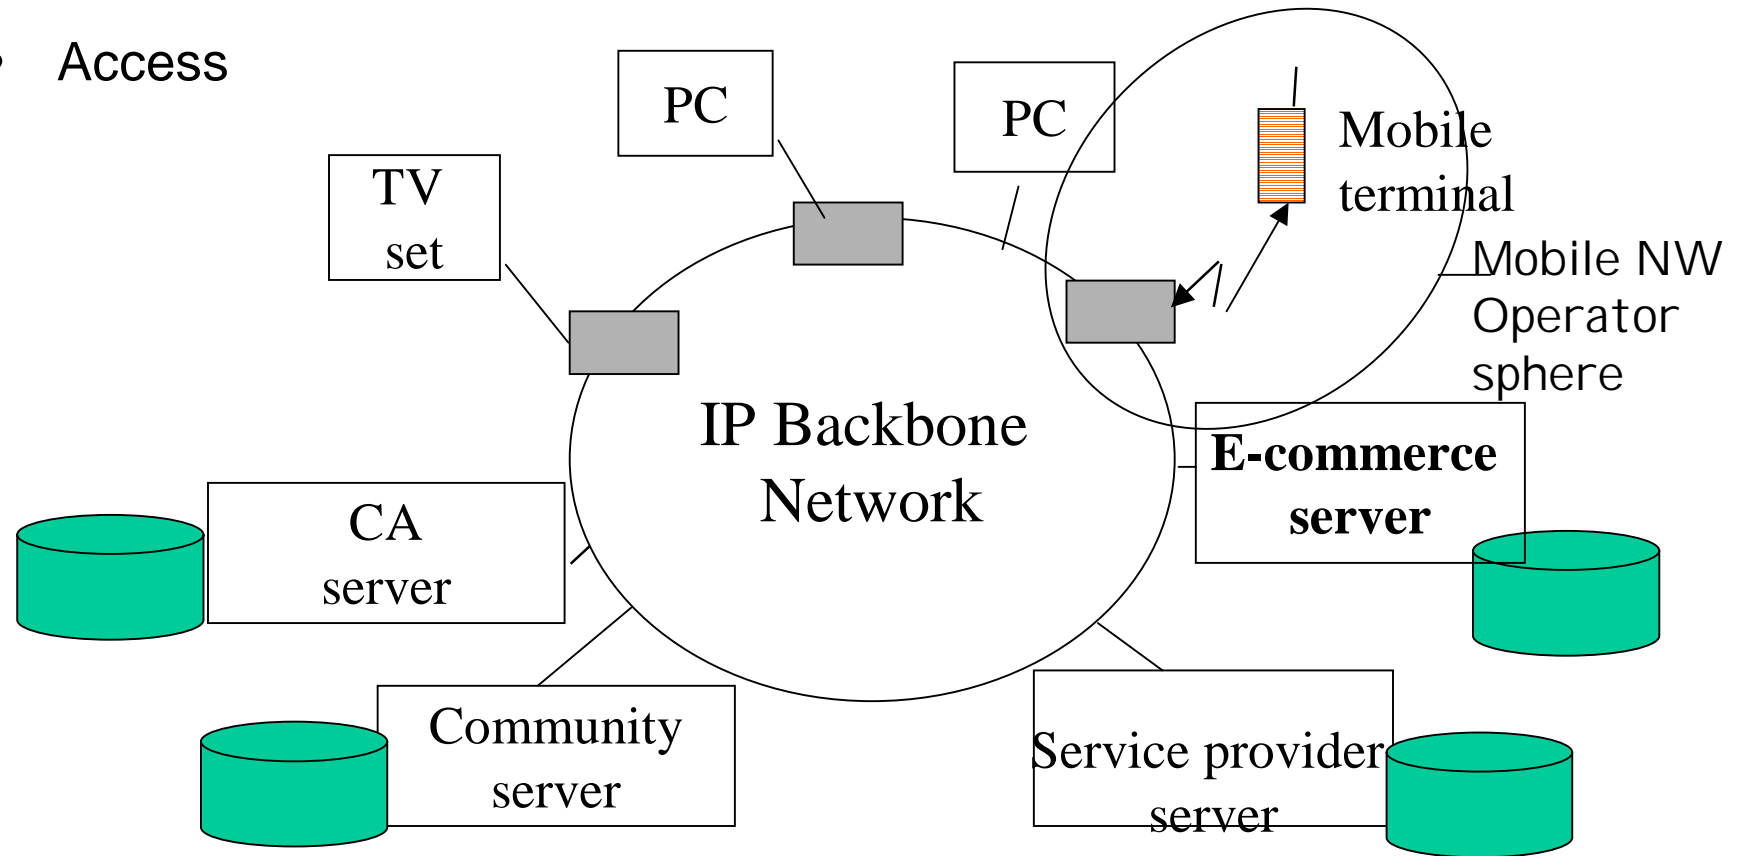 • Access
PC
PC
Mobile
terminal
TV
set
Mobile NW
Operator
sphere
IP Backbone
Network
E-commerce
server
CA
server
Community
server
Service provider
server